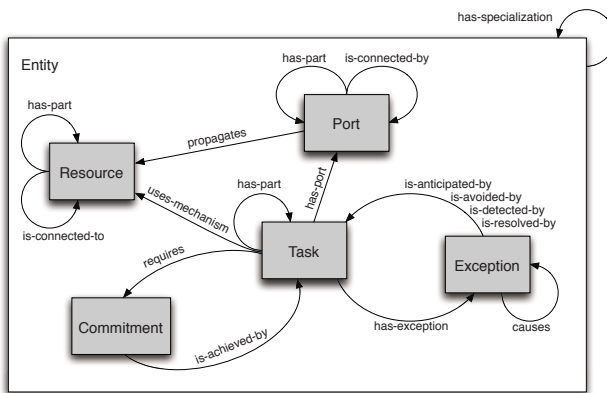 has-specialization
Entity
has-part
is-connected-by
Port
has-part
propagates
Resource
is-connected-to
uses-mechanism
has-part
has-port
is-anticipated-by
is-avoided-by
is-detected-by
is-resolved-by
Task
Exception
requires
Commitment
is-achieved-by
has-exception
causes